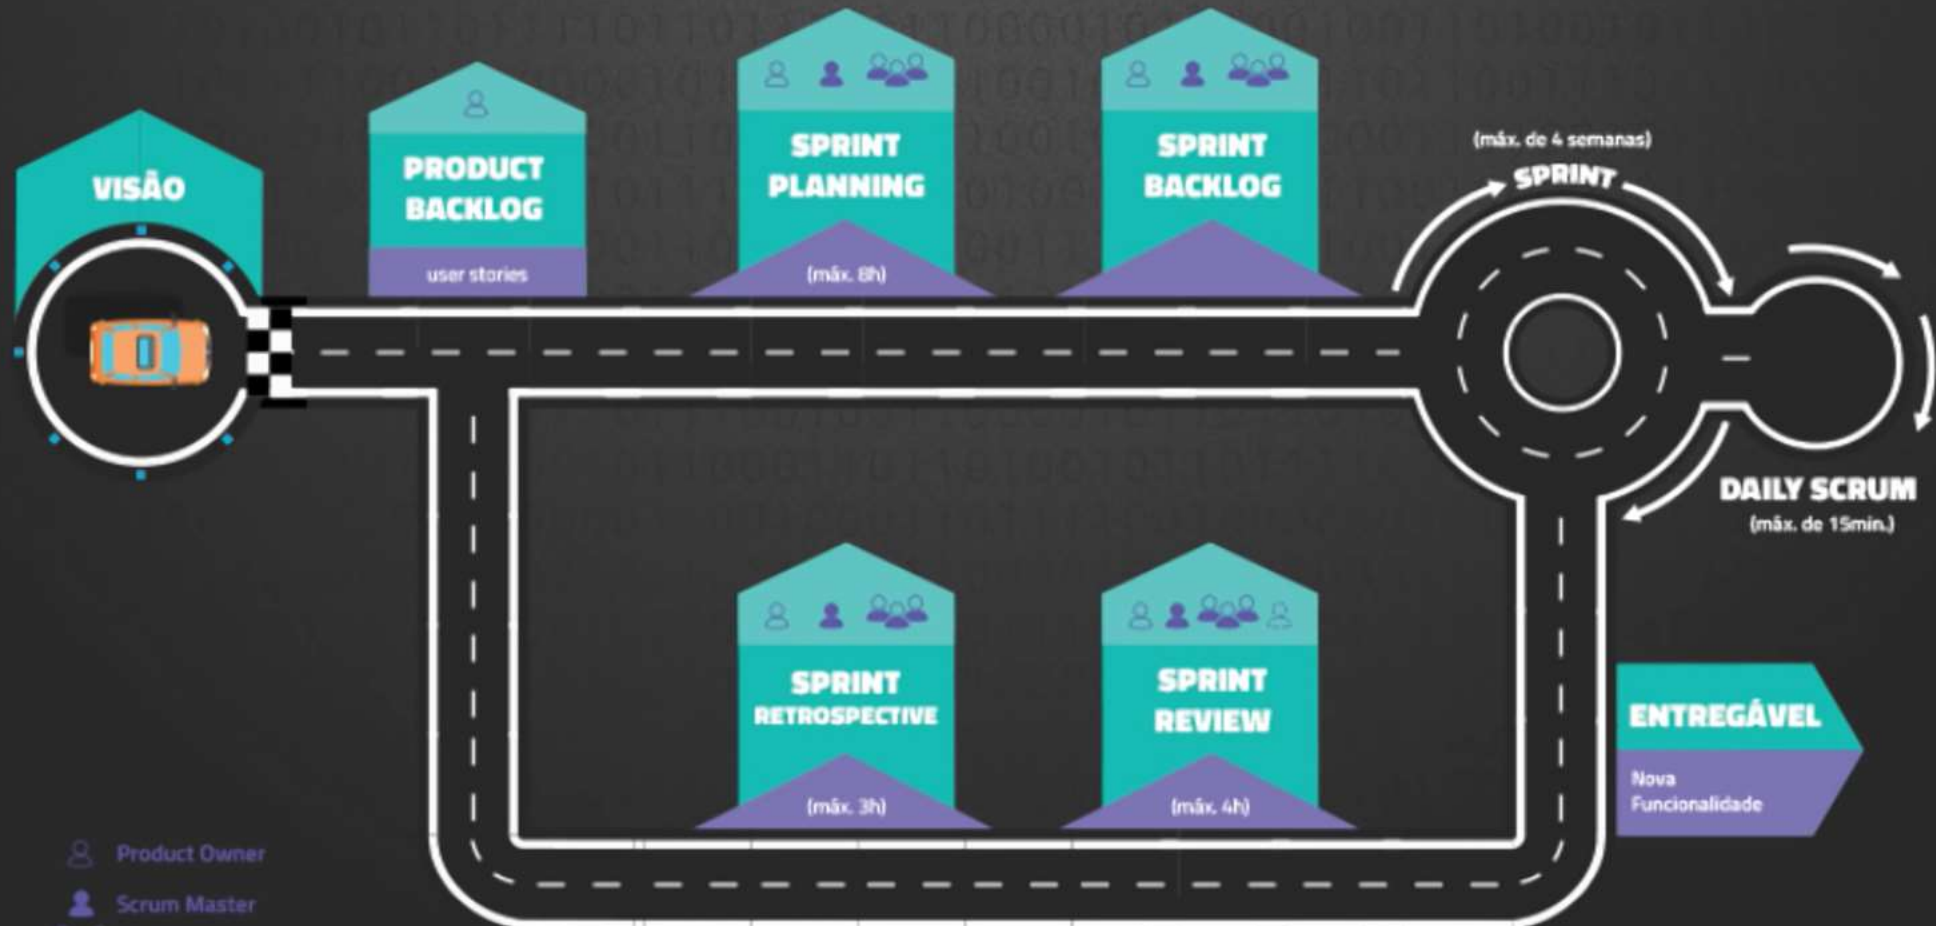 VISÃO
PRODUCT
BACKLOG
user stories
SPRINT
PLANNING
(máx. 8h)
SPRINT
BACKLOG
(máx. de 4 semanas)
SPRINT
DAILY SCRUM
(máx. de 15min.)
SPRINT
RETROSPECTIVE
(máx. 3h)
SPRINT
REVIEW
(máx. 4h)
ENTREGÁVEL
Nova
Funcionalidade
Product Owner
Scrum Master